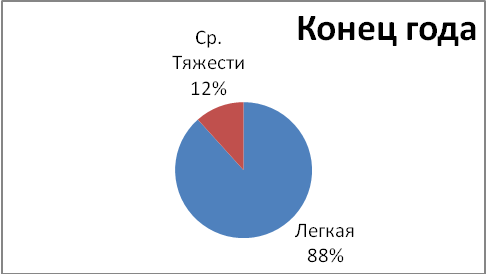 Конец года
Ср.
Тяжести
12%
Легкая
88%